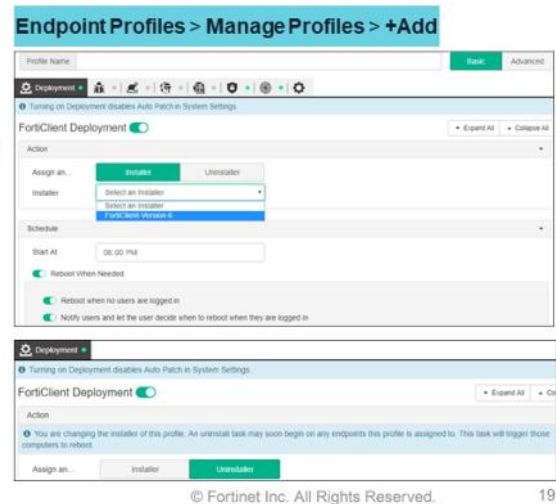 Endpoint Profiles > Manage Profiles > +Add
Profile Name
Basic
Advanced
Deployment
Turning on Deployment disables Auto Patch in System Settings.
FortiClient Deployment
Expand All
Collapse All
Action
Assign an...
Installer
Uninstaller
Installer
Select an Installer
Select an Installer
FortiClient-Version-6
Schedule
Start At
08:00 PM
Reboot When Needed
Reboot when no users are logged in
Notify users and let the user decide when to reboot when they are logged in
Deployment
Turning on Deployment disables Auto Patch in System Settings.
FortiClient Deployment
Expand All
Co
Action
You are changing the installer of this profile. An uninstall task may soon begin on any endpoints this profile is assigned to. This task will trigger those
computers to reboot.
Assign an...
Installer
Uninstaller
© Fortinet Inc. All Rights Reserved.
19